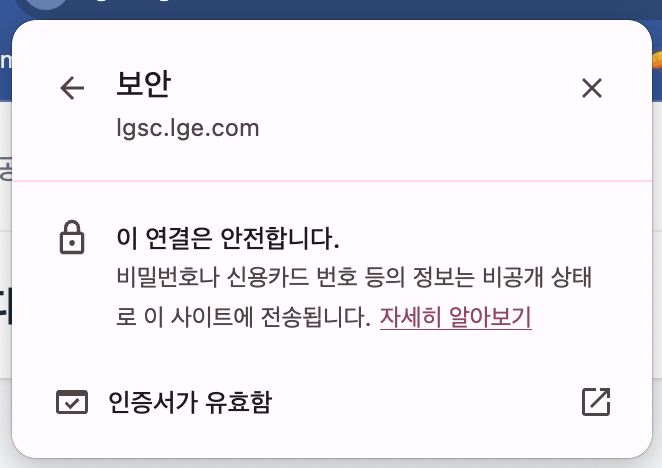 보안
lgsc.lge.com
이 연결은 안전합니다.
비밀번호나 신용카드 번호 등의 정보는 비공개 상태
로 이 사이트에 전송됩니다. 자세히 알아보기
인증서가 유효함